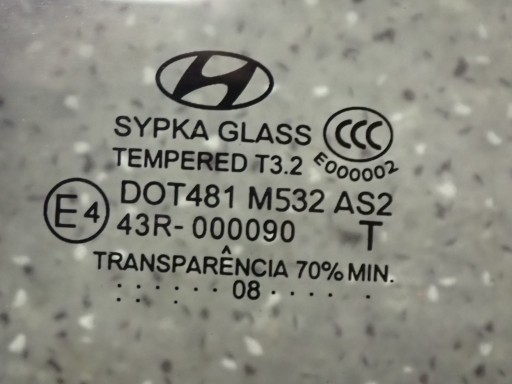 SYPKA GLASS CCC
TEMPERED T3.2 E000002
E4 DOT481 M532 AS2
43R-000090 T
TRANSPARÊNCIA 70% MIN.
: : . . . . 08 . . . . .